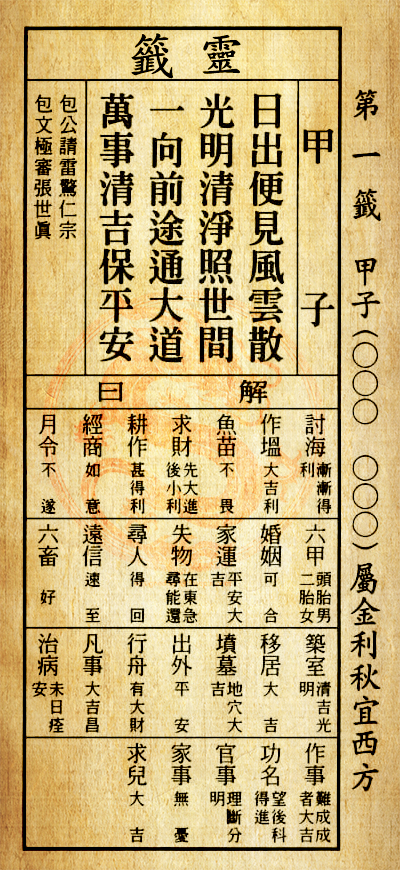 第一籤 甲子(〇〇〇 〇〇〇)屬金利秋宜西方
靈籤
甲子
日出便見風雲散
光明清淨照世間
一向前途通大道
萬事清吉保平安
包公請雷驚仁宗
包文極審張世眞
解曰
討海 漸漸得利
作塭 大吉利
魚苗 不畏
求財 先大進後小利
耕作 甚得利
經商 如意
月令 不遂
六甲 頭胎男二胎女
婚姻 可合
家運 平安大吉
失物 在東急尋能還
尋人 得回
遠信 速至
六畜 好
築室 清吉光明
移居 大吉
墳墓 地穴大吉
出外 平安
行舟 有大財
凡事 大吉昌
治病 未日痊安
作事 難成成者大吉
功名 望後科得進
官事 理斷分明
家事 無憂
求兒 大吉